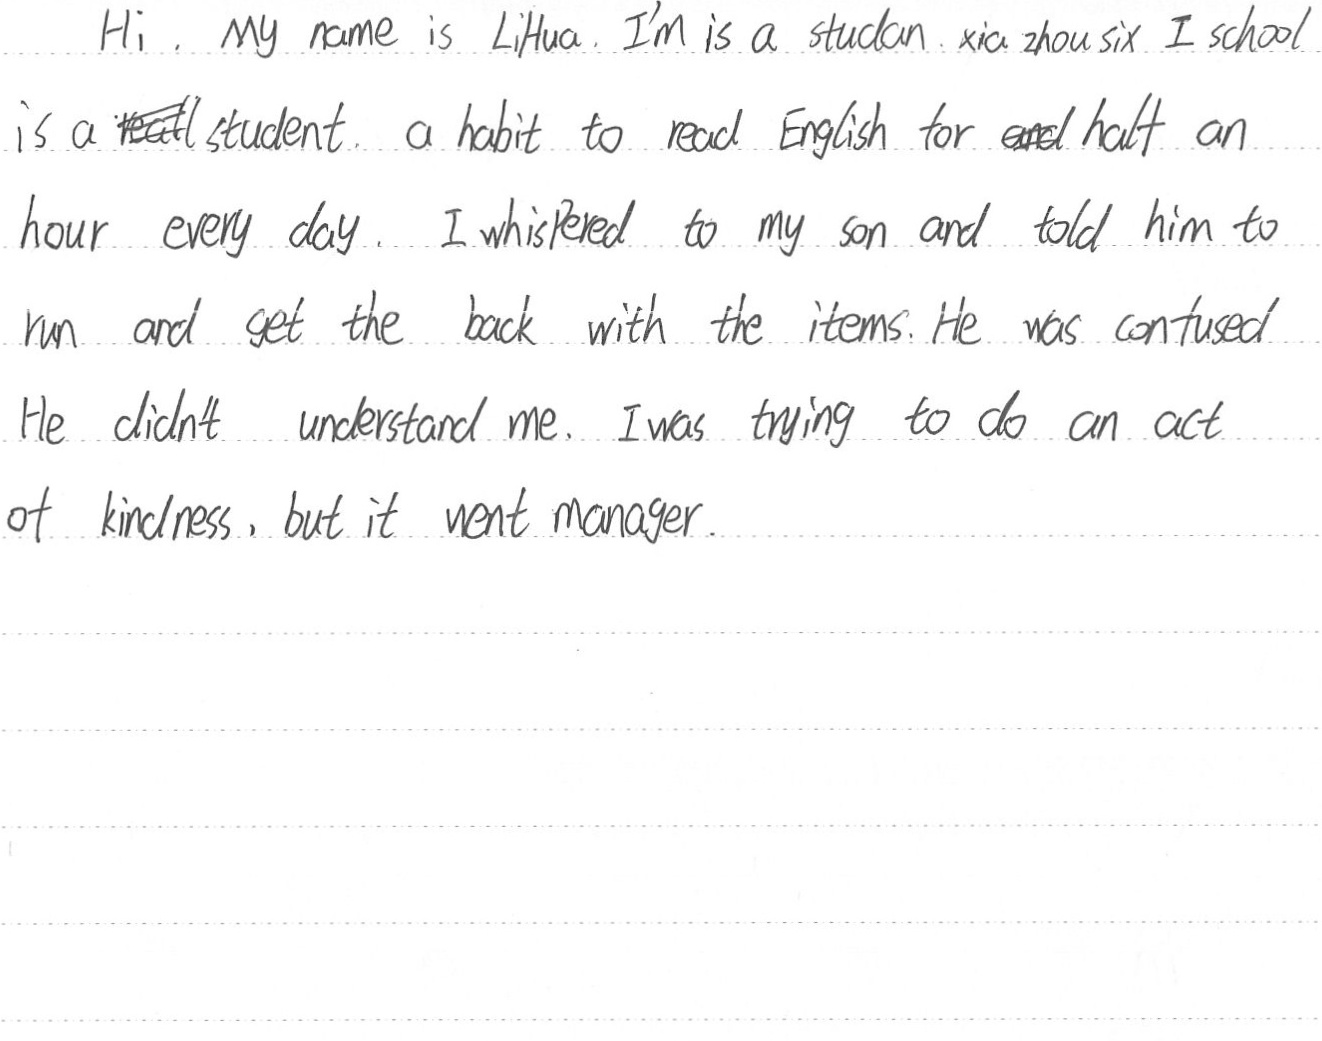 Hi. My name is LiHua. I'm is a studan. xia zhou six I school
is a student. a habit to read English for half an
hour every day. I whispered to my son and told him to
run and get the back with the items. He was confused
He didn't understand me. I was trying to do an act
of kindness, but it went manager.